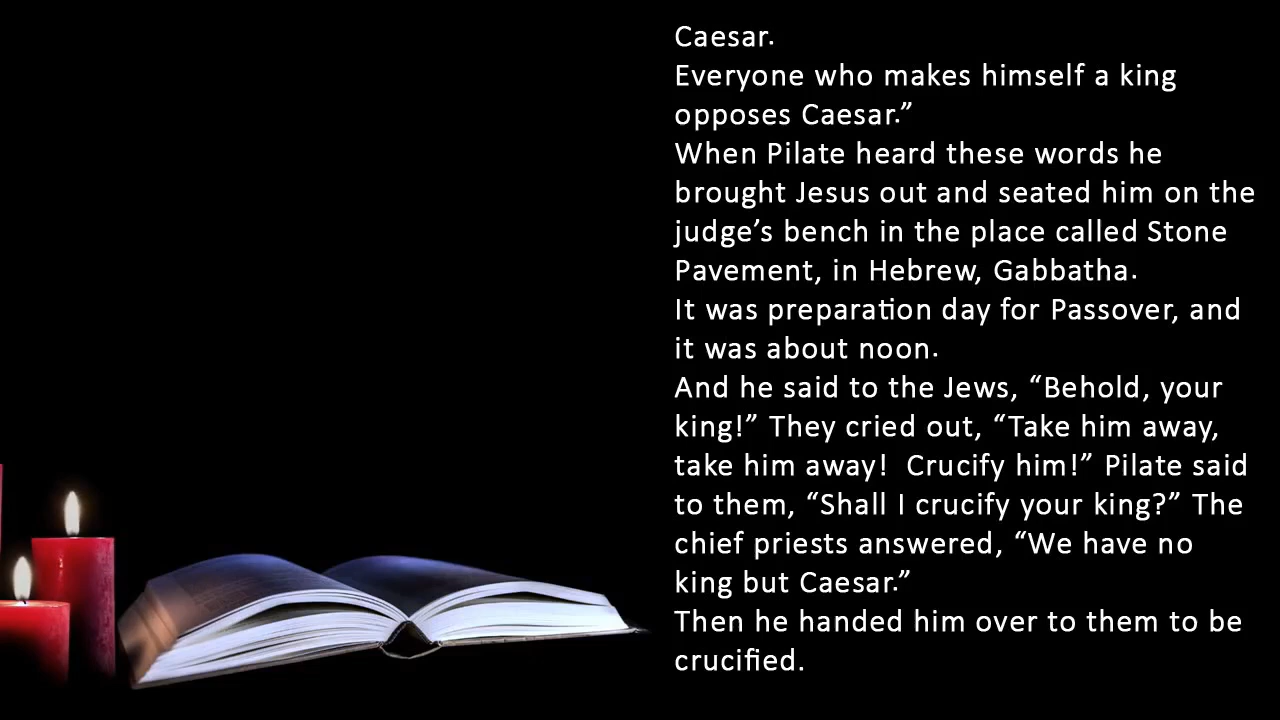 Caesar.
Everyone who makes himself a king
opposes Caesar.”
When Pilate heard these words he
brought Jesus out and seated him on the
judge’s bench in the place called Stone
Pavement, in Hebrew, Gabbatha.
It was preparation day for Passover, and
it was about noon.
And he said to the Jews, “Behold, your
king!” They cried out, “Take him away,
take him away!  Crucify him!” Pilate said
to them, “Shall I crucify your king?” The
chief priests answered, “We have no
king but Caesar.”
Then he handed him over to them to be
crucified.